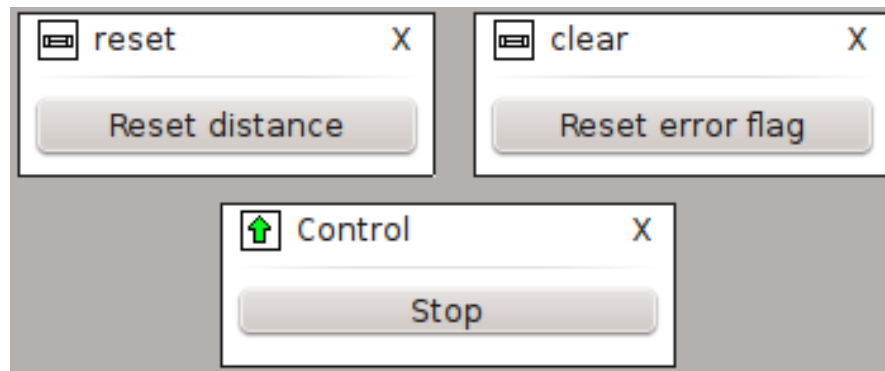 reset X
Reset distance
clear X
Reset error flag
Control X
Stop